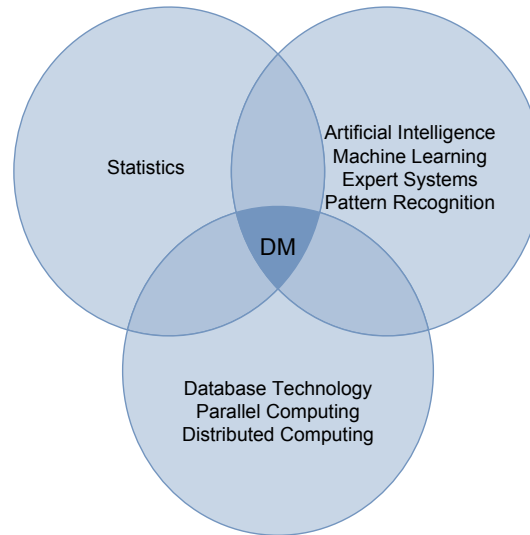 Statistics
Artificial Intelligence
Machine Learning
Expert Systems
Pattern Recognition
DM
Database Technology
Parallel Computing
Distributed Computing